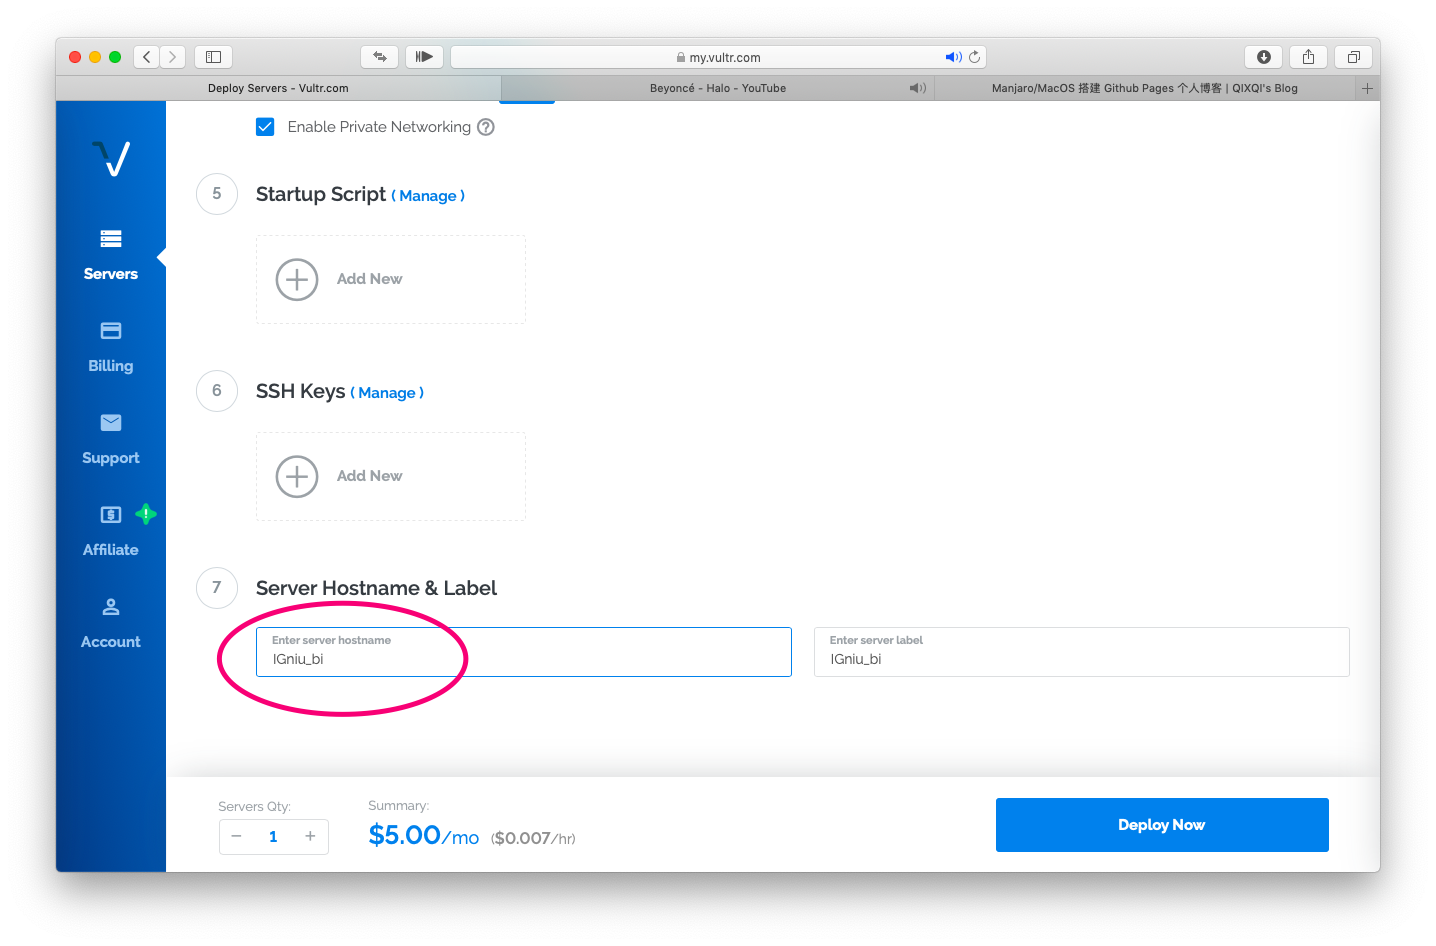 my.vultr.com
Deploy Servers - Vultr.com
Beyoncé - Halo - YouTube
Manjaro/MacOS 搭建 Github Pages 个人博客 | QIXQI's Blog
Enable Private Networking ?
5 Startup Script ( Manage )
Add New
6 SSH Keys ( Manage )
Add New
7 Server Hostname & Label
Enter server hostname
IGniu_bi
Enter server label
IGniu_bi
Servers
Billing
Support
Affiliate
Account
Servers Qty:
− 1 +
Summary:
$5.00/mo ($0.007/hr)
Deploy Now